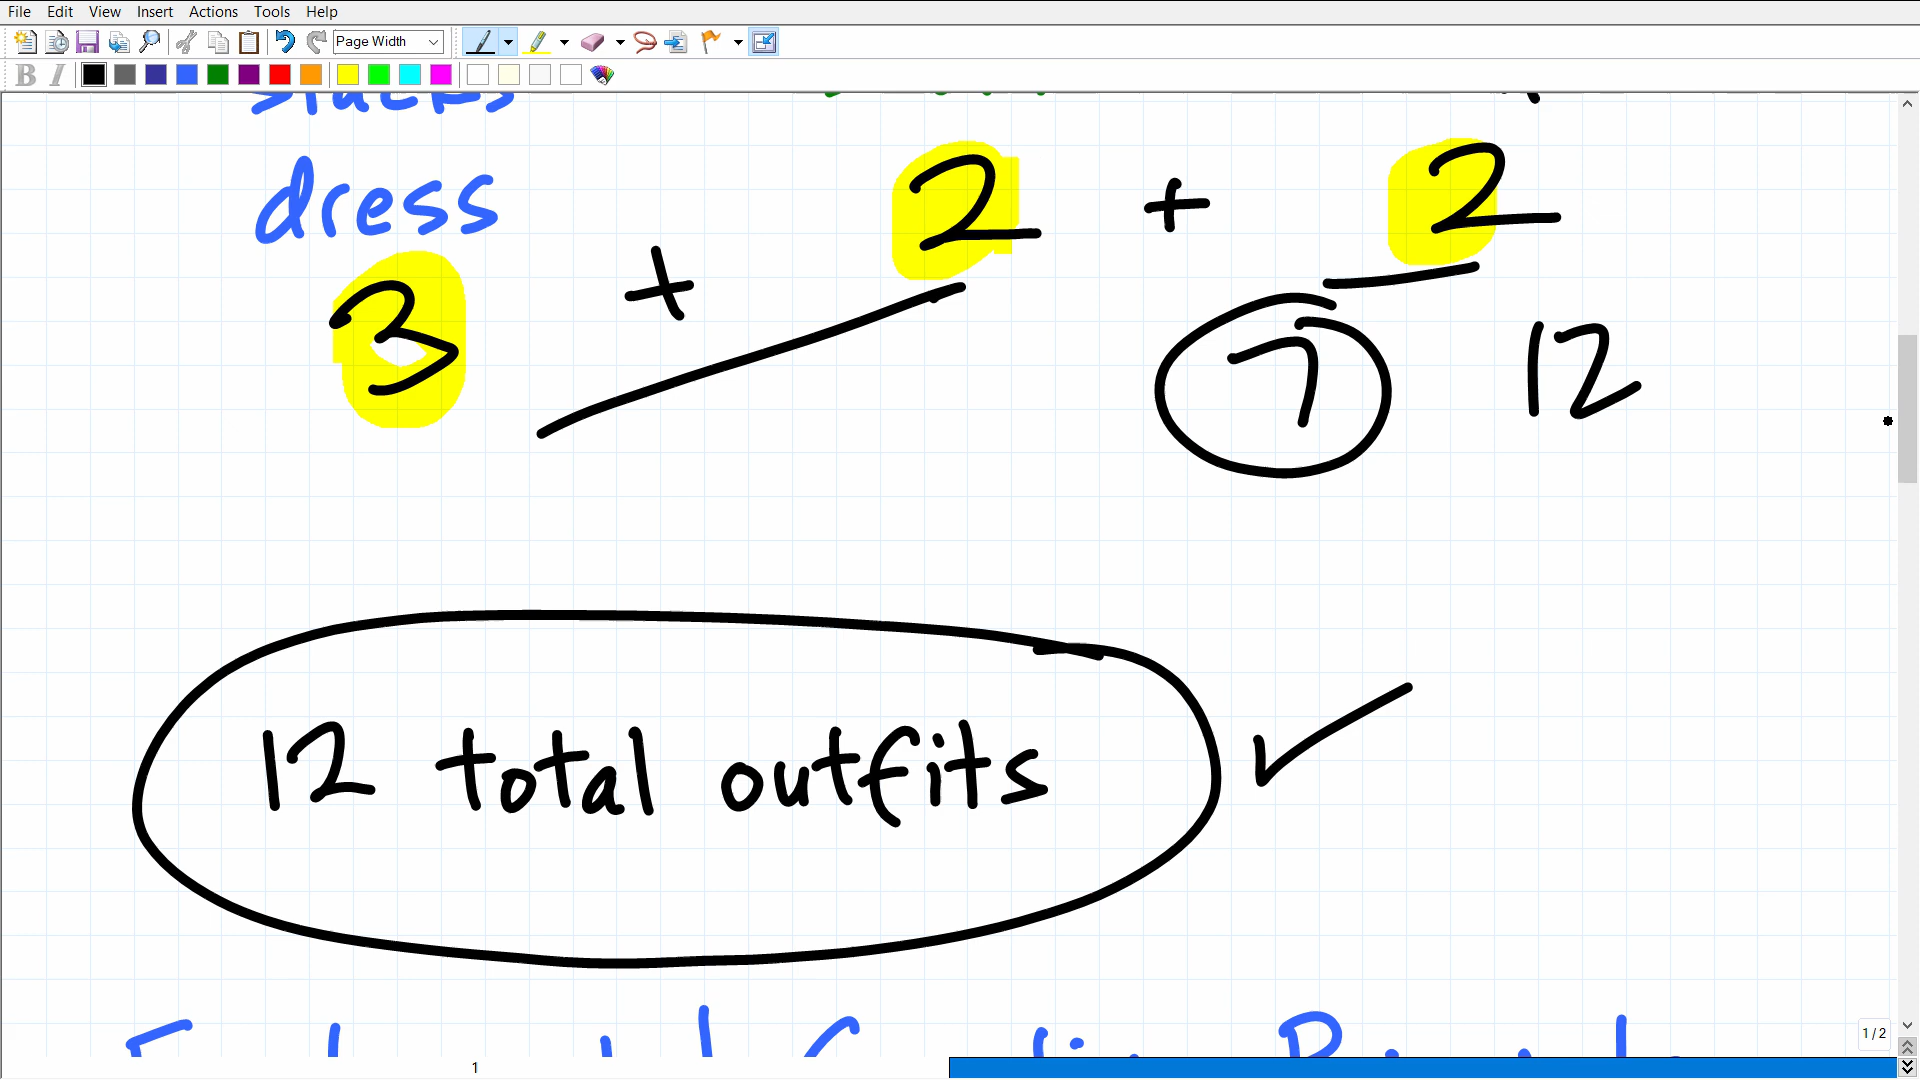 File Edit View Insert Actions Tools Help
Page Width
B I
slacks
dress
3 + 2 + 2
7 12
12 total outfits
1 / 2
1